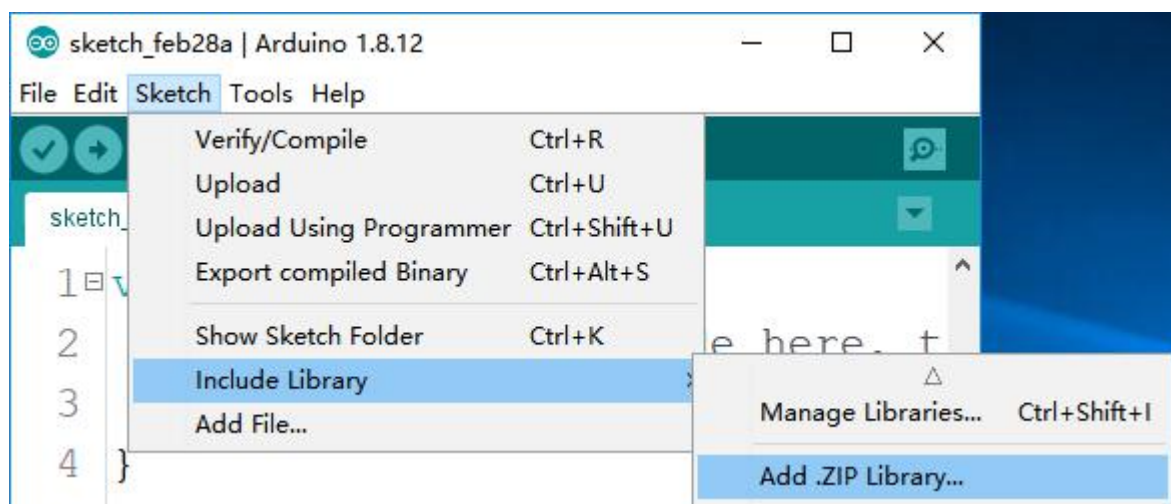 sketch_feb28a | Arduino 1.8.12
File Edit Sketch Tools Help
Verify/Compile Ctrl+R
Upload Ctrl+U
sketch_
Upload Using Programmer Ctrl+Shift+U
Export compiled Binary Ctrl+Alt+S
1 v
2 Show Sketch Folder Ctrl+K e here, t
Include Library
3
Manage Libraries... Ctrl+Shift+I
Add File...
4 }
Add .ZIP Library...